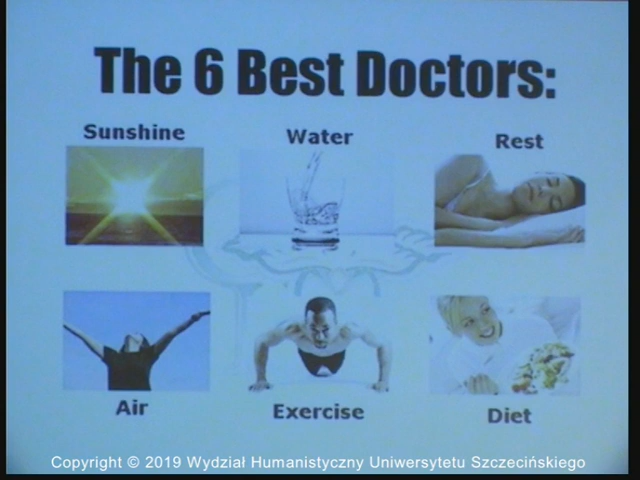 The 6 Best Doctors:
Sunshine Water Rest
Air Exercise Diet
Copyright © 2019 Wydział Humanistyczny Uniwersytetu Szczecińskiego